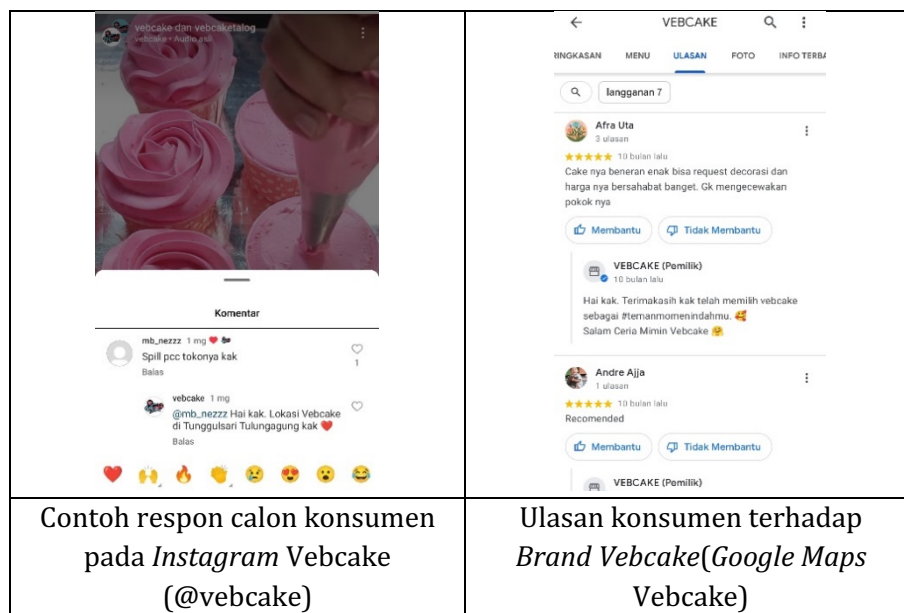 vebcake dan vebcaketalog
vebcake • Audio asli
Komentar
mb_nezzz 1 mg
Spill pcc tokonya kak
1
Balas
vebcake 1 mg
@mb_nezzz Hai kak. Lokasi Vebcake
di Tunggulsari Tulungagung kak ❤️
Balas
❤️ 🙌 🔥 👏 😢 😍 😮 😂
VEBCAKE
RINGKASAN MENU ULASAN FOTO INFO TERBA
langganan 7
Afra Uta
3 ulasan
★★★★★ 10 bulan lalu
Cake nya beneran enak bisa request decorasi dan
harga nya bersahabat banget. Gk mengecewakan
pokok nya
Membantu Tidak Membantu
VEBCAKE (Pemilik)
10 bulan lalu
Hai kak. Terimakasih kak telah memilih vebcake
sebagai #temanmomenindahmu. 🥰
Salam Ceria Mimin Vebcake 🤗
Andre Ajja
1 ulasan
★★★★★ 10 bulan lalu
Recomended
Membantu Tidak Membantu
VEBCAKE (Pemilik)
Contoh respon calon konsumen
pada Instagram Vebcake
(@vebcake)
Ulasan konsumen terhadap
Brand Vebcake(Google Maps
Vebcake)